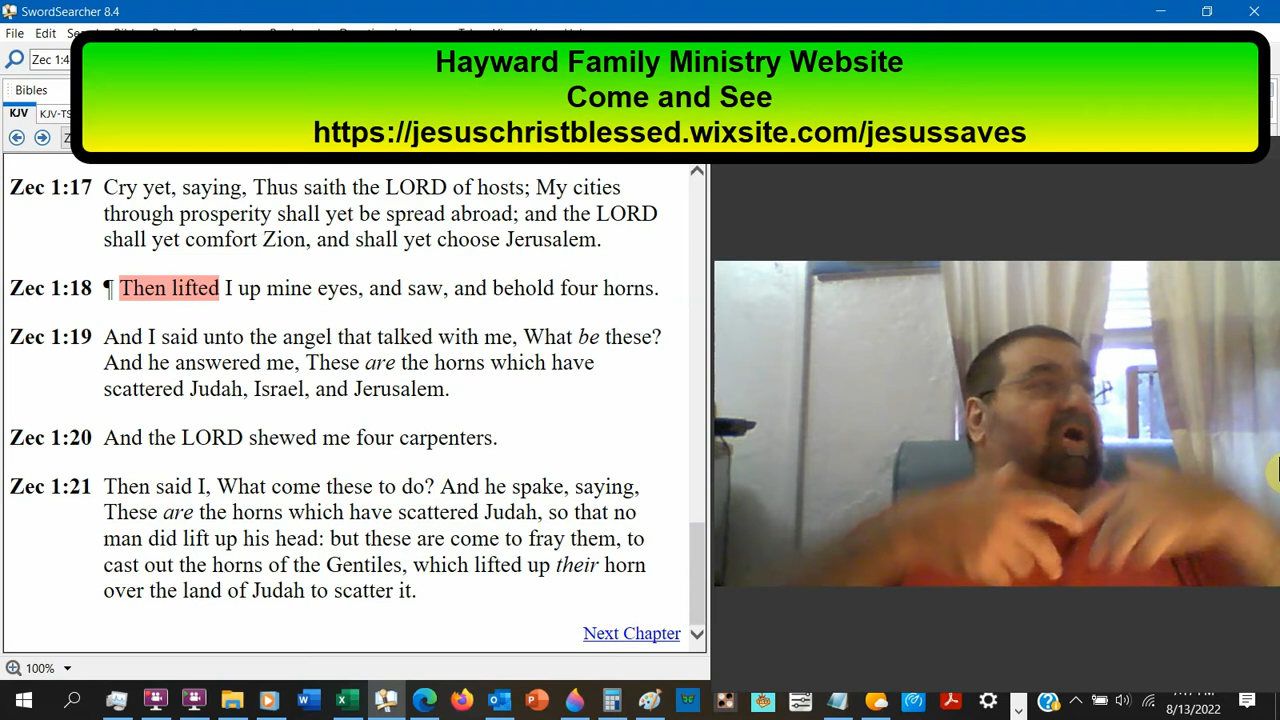 SwordSearcher 8.4
File Edit
Hayward Family Ministry Website
Come and See
https://jesuschristblessed.wixsite.com/jesussaves
Zec 1:4
Bibles
KJV KJV-TS
Zec 1:17 Cry yet, saying, Thus saith the LORD of hosts; My cities
through prosperity shall yet be spread abroad; and the LORD
shall yet comfort Zion, and shall yet choose Jerusalem.
Zec 1:18 ¶ Then lifted I up mine eyes, and saw, and behold four horns.
Zec 1:19 And I said unto the angel that talked with me, What be these?
And he answered me, These are the horns which have
scattered Judah, Israel, and Jerusalem.
Zec 1:20 And the LORD shewed me four carpenters.
Zec 1:21 Then said I, What come these to do? And he spake, saying,
These are the horns which have scattered Judah, so that no
man did lift up his head: but these are come to fray them, to
cast out the horns of the Gentiles, which lifted up their horn
over the land of Judah to scatter it.
Next Chapter
100%
8/13/2022